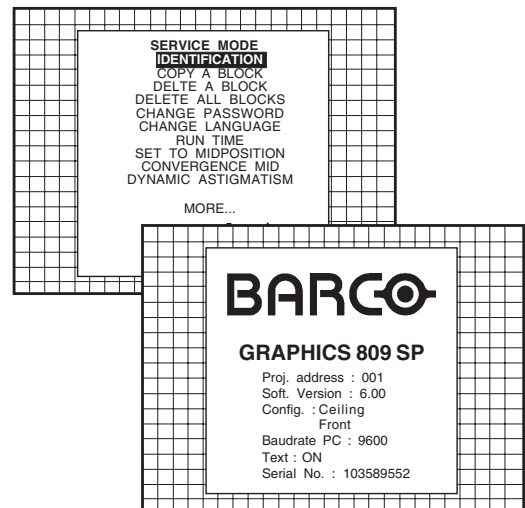 SERVICE MODE
IDENTIFICATION
COPY A BLOCK
DELTE A BLOCK
DELETE ALL BLOCKS
CHANGE PASSWORD
CHANGE LANGUAGE
RUN TIME
SET TO MIDPOSITION
CONVERGENCE MID
DYNAMIC ASTIGMATISM
MORE...
BARCO
GRAPHICS 809 SP
Proj. address : 001
Soft. Version : 6.00
Config. : Ceiling
Front
Baudrate PC : 9600
Text : ON
Serial No. : 103589552